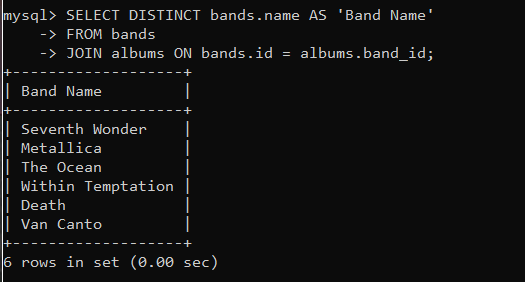 mysql> SELECT DISTINCT bands.name AS 'Band Name'
    -> FROM bands
    -> JOIN albums ON bands.id = albums.band_id;
+-------------------+
| Band Name         |
+-------------------+
| Seventh Wonder    |
| Metallica         |
| The Ocean         |
| Within Temptation |
| Death             |
| Van Canto         |
+-------------------+
6 rows in set (0.00 sec)